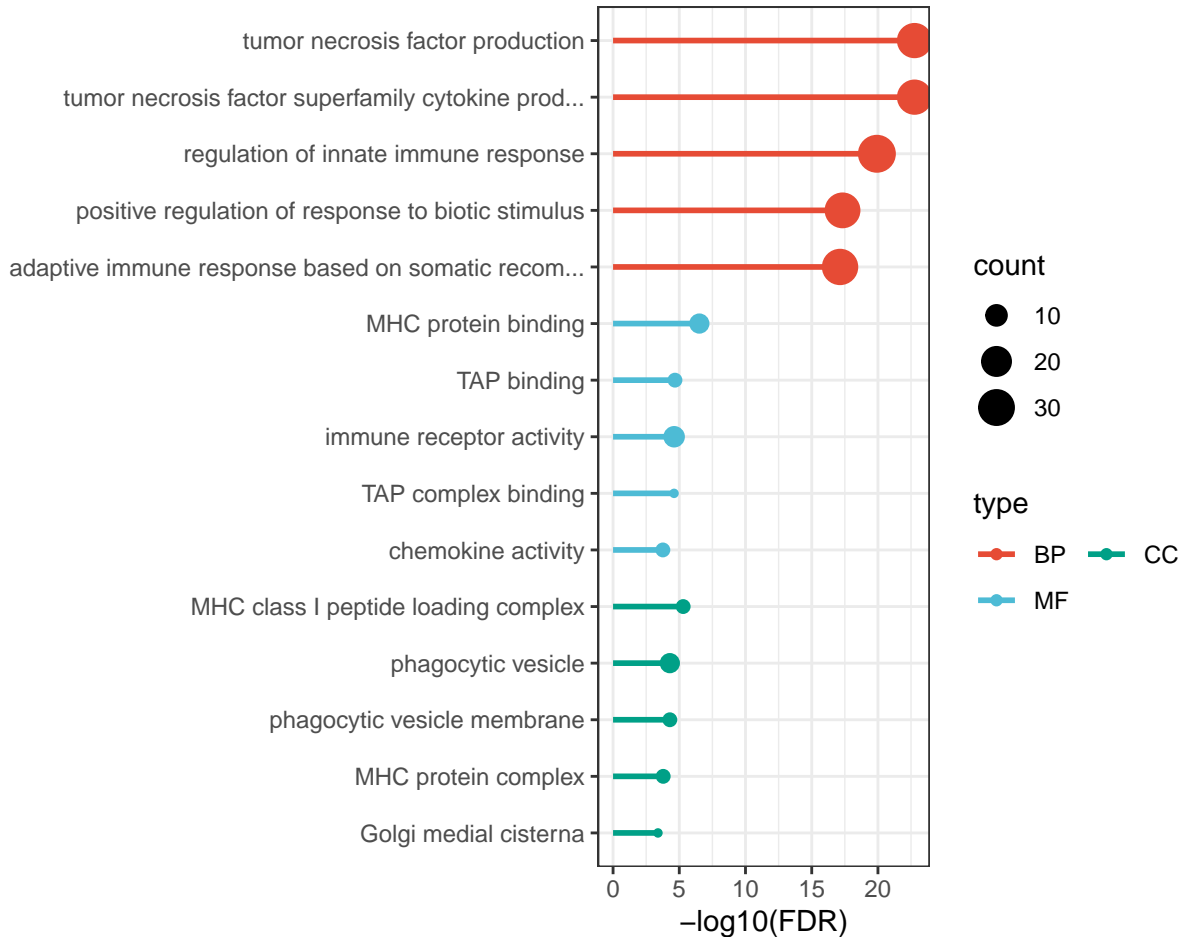 tumor necrosis factor production
tumor necrosis factor superfamily cytokine prod...
regulation of innate immune response
positive regulation of response to biotic stimulus
adaptive immune response based on somatic recom...
MHC protein binding
TAP binding
immune receptor activity
TAP complex binding
chemokine activity
MHC class I peptide loading complex
phagocytic vesicle
phagocytic vesicle membrane
MHC protein complex
Golgi medial cisterna
0 5 10 15 20
−log10(FDR)
count
10
20
30
type
BP CC
MF